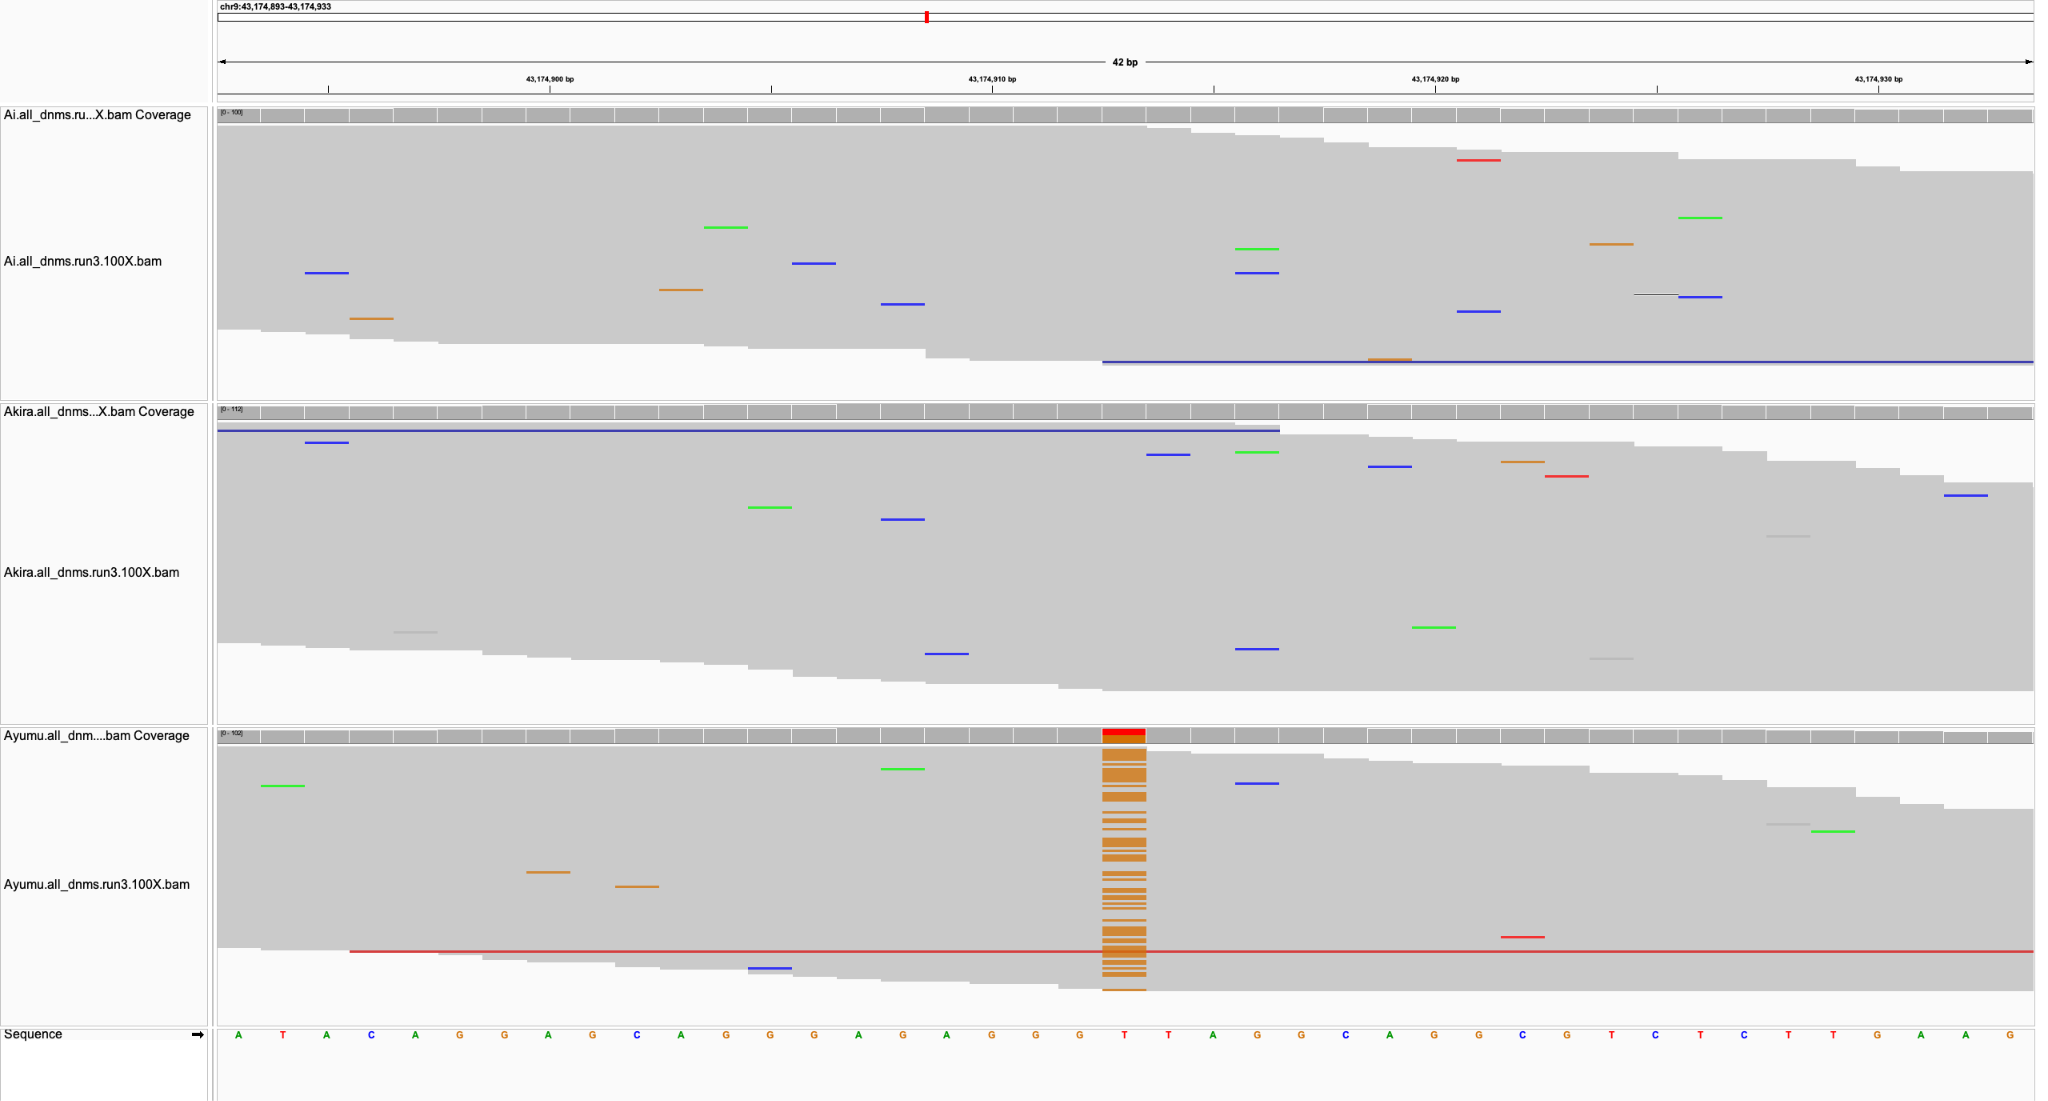 chr9:43,174,893-43,174,933
42 bp
43,174,900 bp 43,174,910 bp 43,174,920 bp 43,174,930 bp
Ai.all_dnms.ru...X.bam Coverage
[0 - 100]
Ai.all_dnms.run3.100X.bam
Akira.all_dnms...X.bam Coverage
[0 - 112]
Akira.all_dnms.run3.100X.bam
Ayumu.all_dnm....bam Coverage
[0 - 102]
Ayumu.all_dnms.run3.100X.bam
Sequence A T A C A G G A G C A G G G A G A G G G T T A G G C A G G C G T C T C T T G A A G